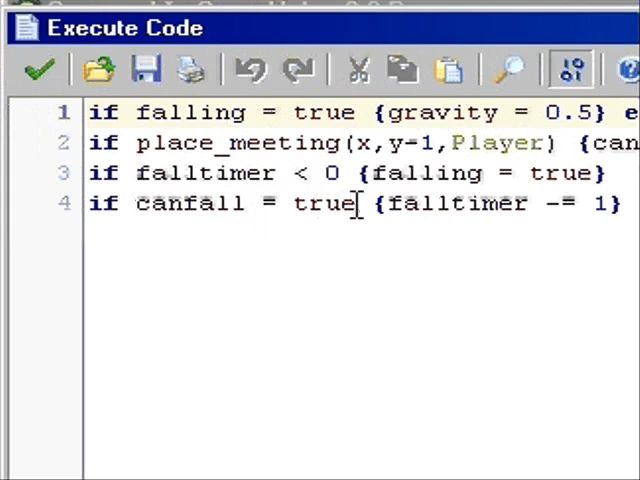 Execute Code
1 if falling = true {gravity = 0.5} e
2 if place_meeting(x,y-1,Player) {can
3 if falltimer < 0 {falling = true}
4 if canfall = true {falltimer -= 1}